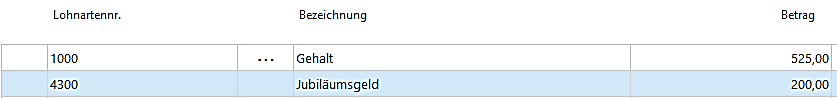 Lohnartennr. Bezeichnung Betrag
1000 ... Gehalt 525,00
4300 Jubiläumsgeld 200,00